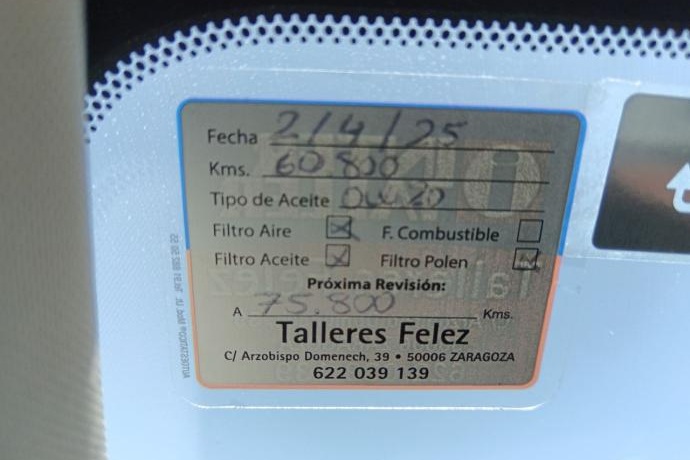 Fecha 2/4/25
Kms. 60 800
Tipo de Aceite 0W 20
Filtro Aire F. Combustible
Filtro Aceite Filtro Polen
Próxima Revisión:
A 75.800 Kms.
Talleres Felez
C/ Arzobispo Domenech, 39 • 50006 ZARAGOZA
622 039 139